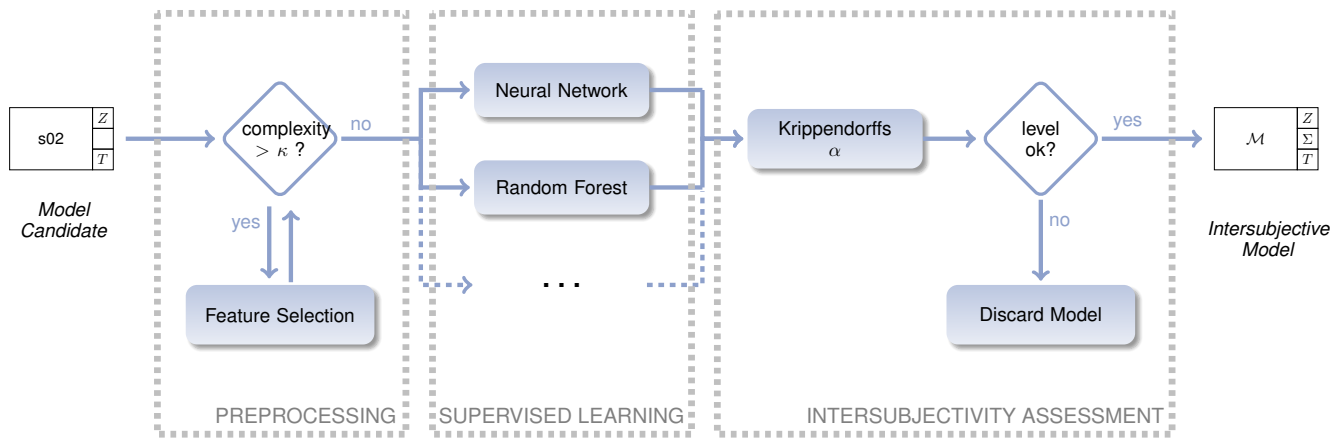 s02
Z
T
Model
Candidate
complexity
> κ ?
no
yes
Feature Selection
PREPROCESSING
Neural Network
Random Forest
...
SUPERVISED LEARNING
Krippendorffs
α
level
ok?
yes
no
Discard Model
INTERSUBJECTIVITY ASSESSMENT
ℳ
Z
Σ
T
Intersubjective
Model